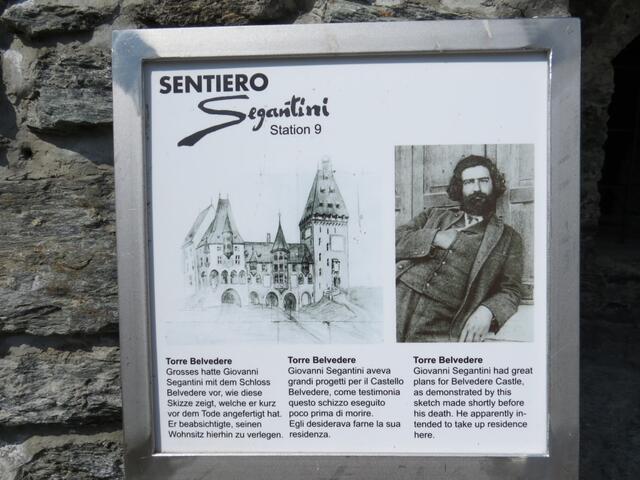 SENTIERO
Segantini
Station 9
Torre Belvedere
Grosses hatte Giovanni
Segantini mit dem Schloss
Belvedere vor, wie diese
Skizze zeigt, welche er kurz
vor dem Tode angefertigt hat.
Er beabsichtigte, seinen
Wohnsitz hierhin zu verlegen.
Torre Belvedere
Giovanni Segantini aveva
grandi progetti per il Castello
Belvedere, come testimonia
questo schizzo eseguito
poco prima di morire.
Egli desiderava farne la sua
residenza.
Torre Belvedere
Giovanni Segantini had great
plans for Belvedere Castle,
as demonstrated by this
sketch made shortly before
his death. He apparently in-
tended to take up residence
here.